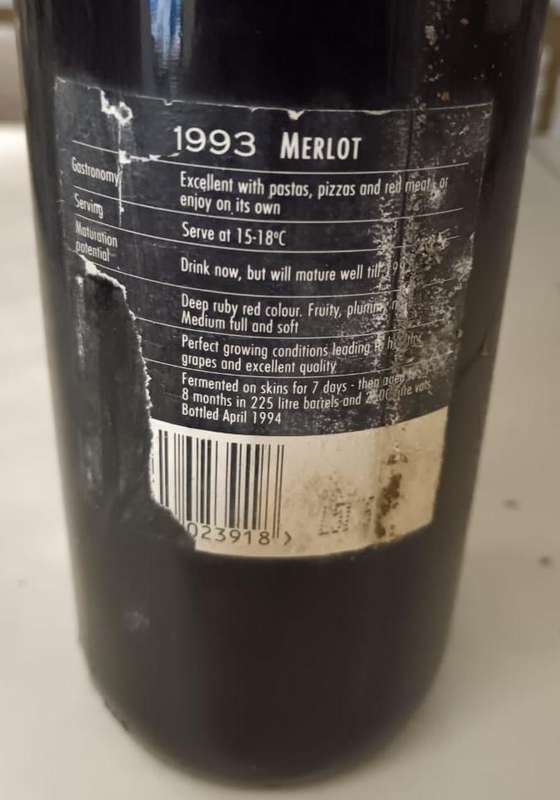 1993 MERLOT
Gastronomy
Excellent with pastas, pizzas and red meat, or
enjoy on its own
Serving
Serve at 15-18°C
Maturation
potential
Drink now, but will mature well till
Deep ruby red colour. Fruity,
Medium full and soft
Perfect growing conditions leading
grapes and excellent quality
Fermented on skins for 7 days - then aged
8 months in 225 litre barrels and litre vats
Bottled April 1994
023918 >